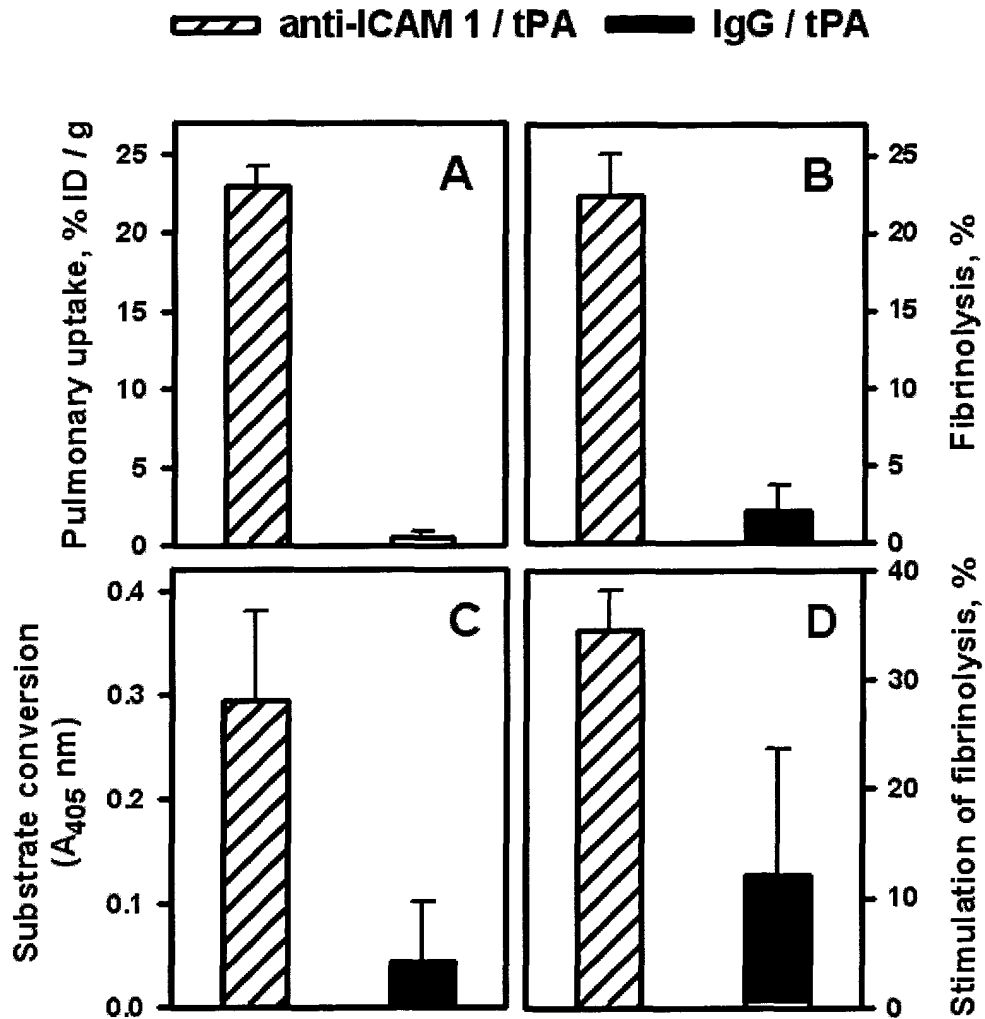 anti-ICAM 1 / tPA IgG / tPA
A
Pulmonary uptake, % ID / g
25
20
15
10
5
0
B
25
20
15
10
5
0
Fibrinolysis, %
C
Substrate conversion
(A405 nm)
0.4
0.3
0.2
0.1
0.0
D
40
30
20
10
0
Stimulation of fibrinolysis, %